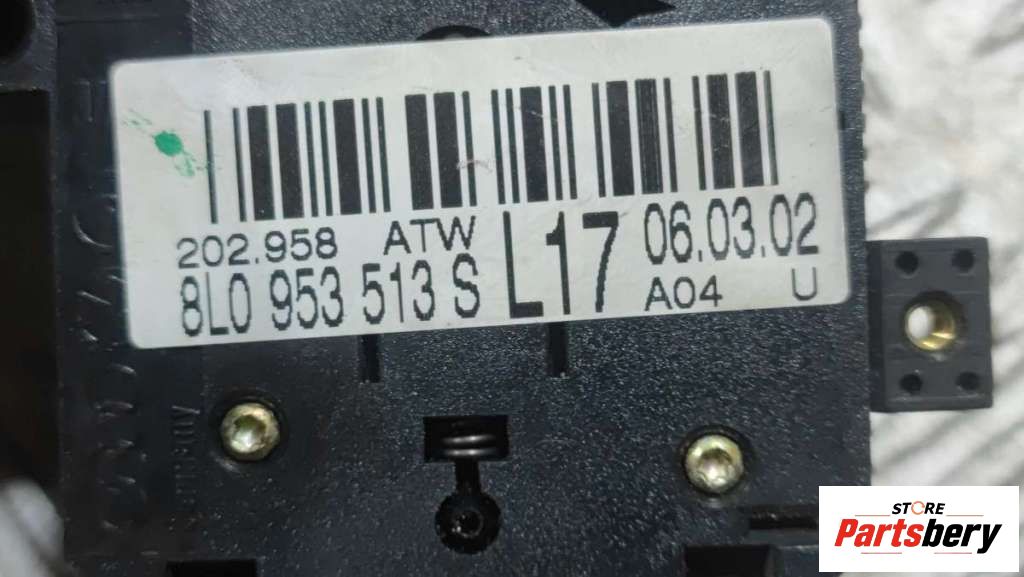 202.958 ATW
8L0 953 513 S
L17
06.03.02
A04 U
STORE
Partsbery